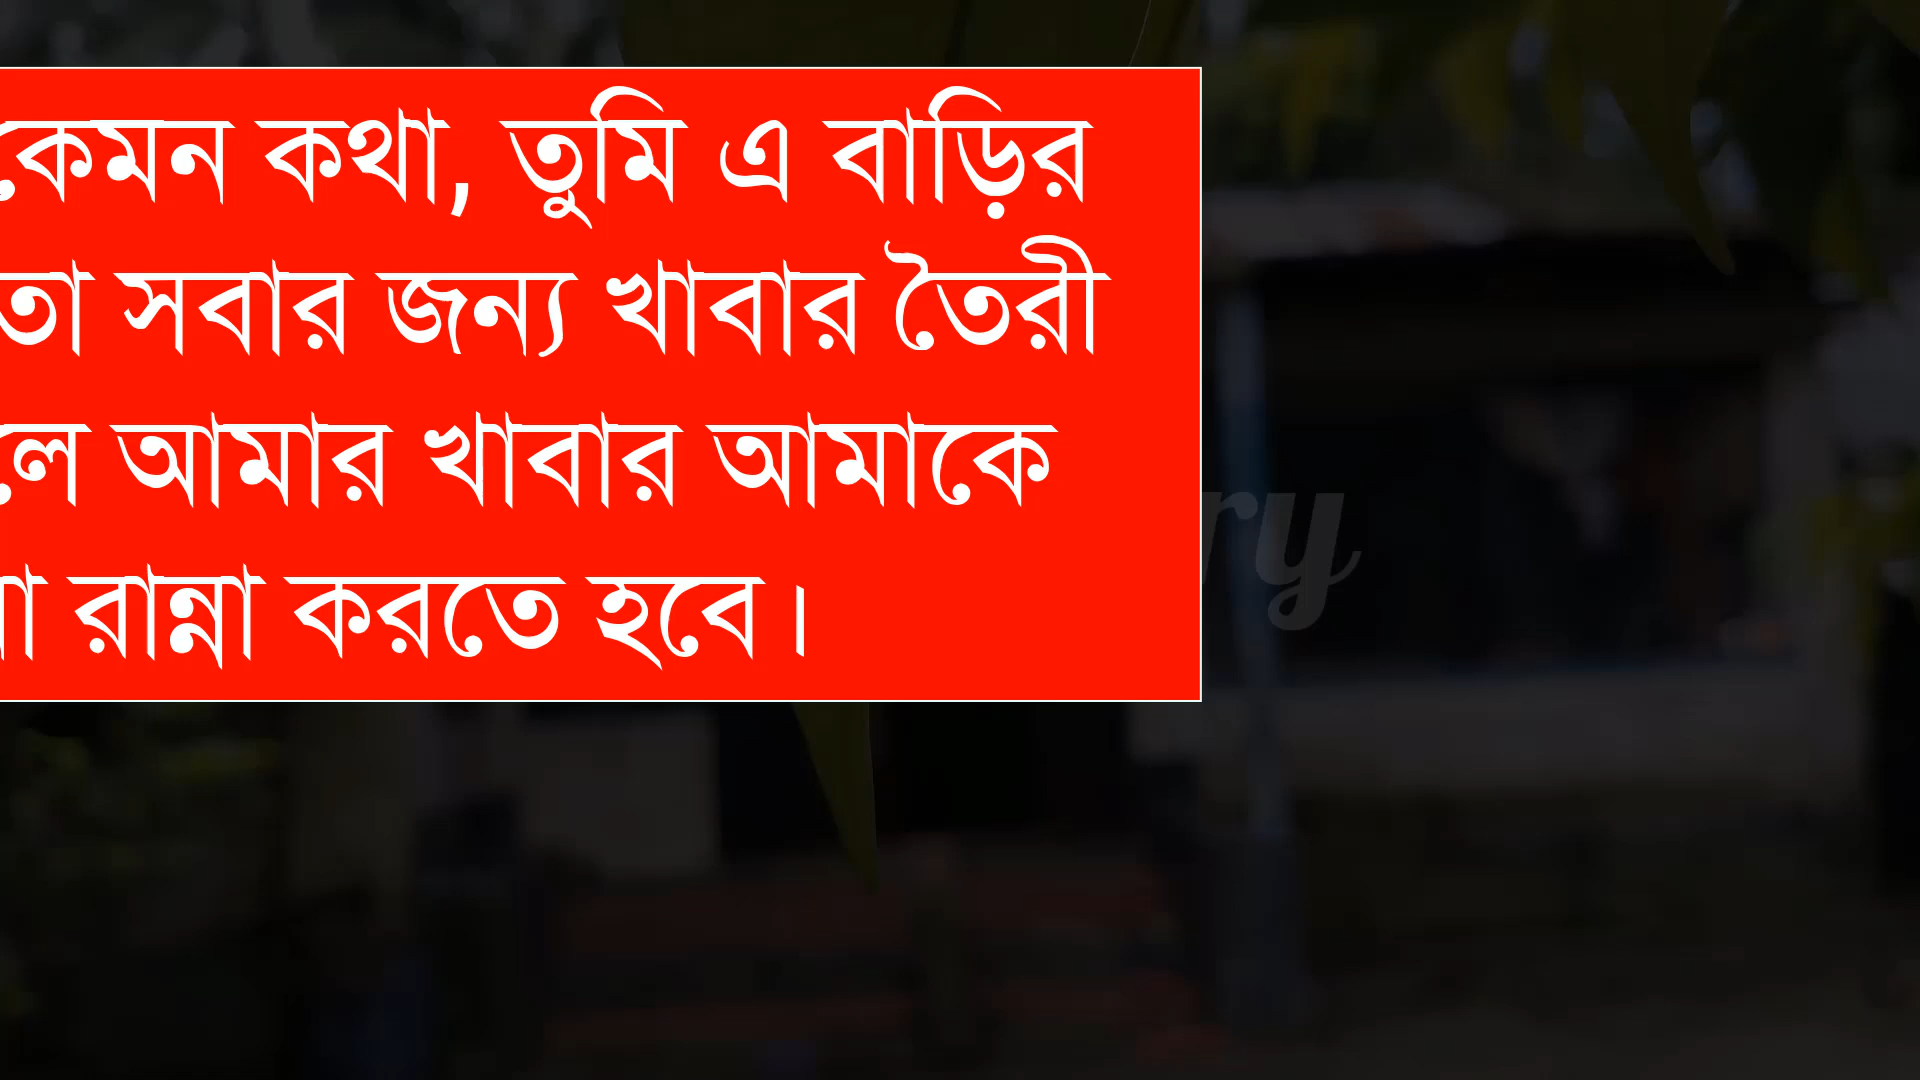 কেমন কথা, তুমি এ বাড়ির
সবার জন্য খাবার তৈরী
আমার খাবার আমাকে
রান্না করতে হবে।